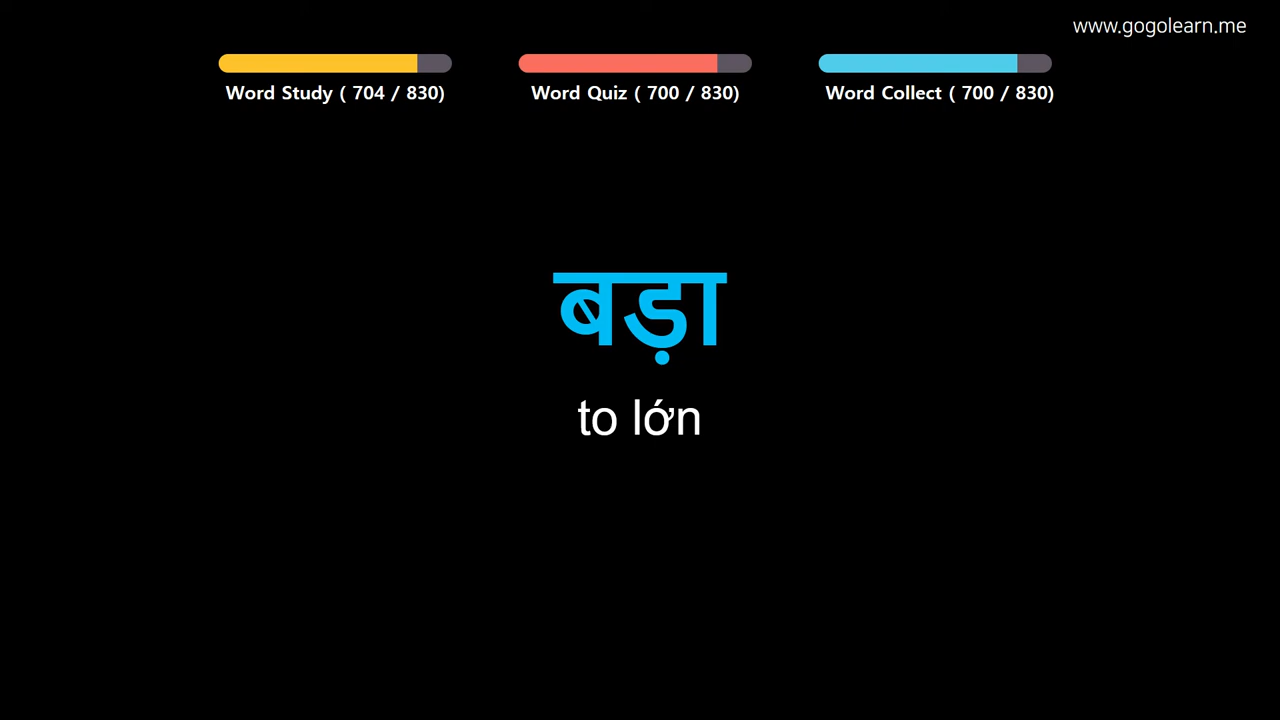 www.gogolearn.me
Word Study ( 704 / 830)
Word Quiz ( 700 / 830)
Word Collect ( 700 / 830)
बड़ा
to lớn